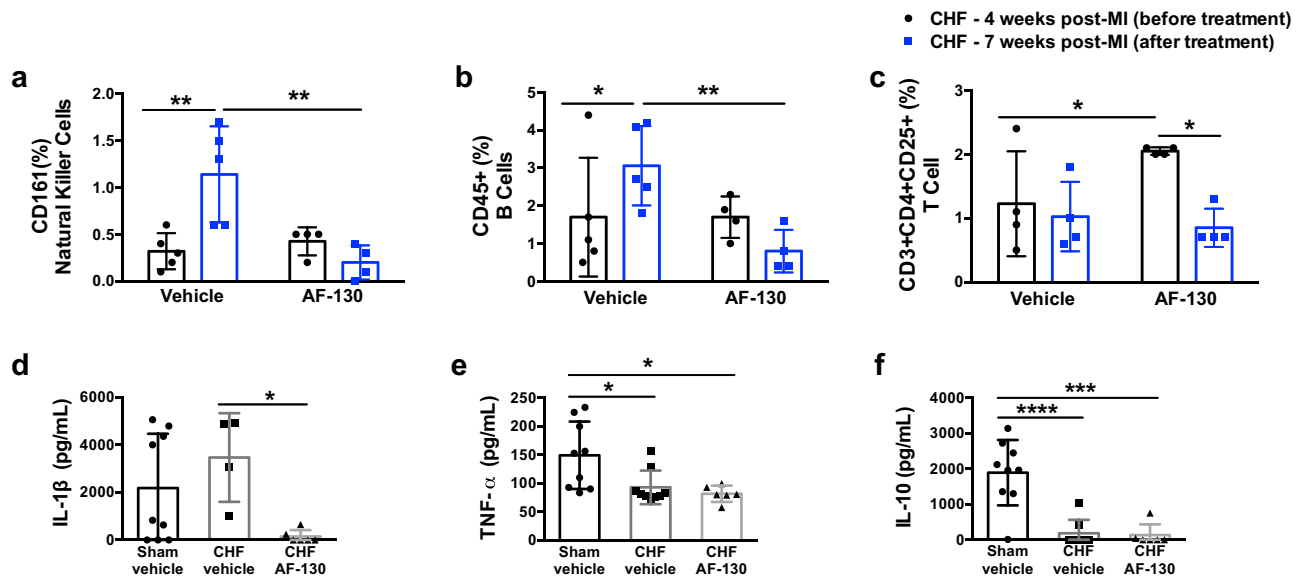 CHF - 4 weeks post-MI (before treatment)
CHF - 7 weeks post-MI (after treatment)
a
CD161(%)
Natural Killer Cells
2.0
1.5
1.0
0.5
0.0
**
**
Vehicle
AF-130
b
CD45+ (%)
B Cells
5
4
3
2
1
0
*
**
Vehicle
AF-130
c
CD3+CD4+CD25+ (%)
T Cell
3
2
1
0
*
*
Vehicle
AF-130
d
IL-1β (pg/mL)
6000
4000
2000
0
*
Sham
vehicle
CHF
vehicle
CHF
AF-130
e
TNF- α (pg/mL)
250
200
150
100
50
0
*
*
Sham
vehicle
CHF
vehicle
CHF
AF-130
f
IL-10 (pg/mL)
4000
3000
2000
1000
0
****
***
Sham
vehicle
CHF
vehicle
CHF
AF-130